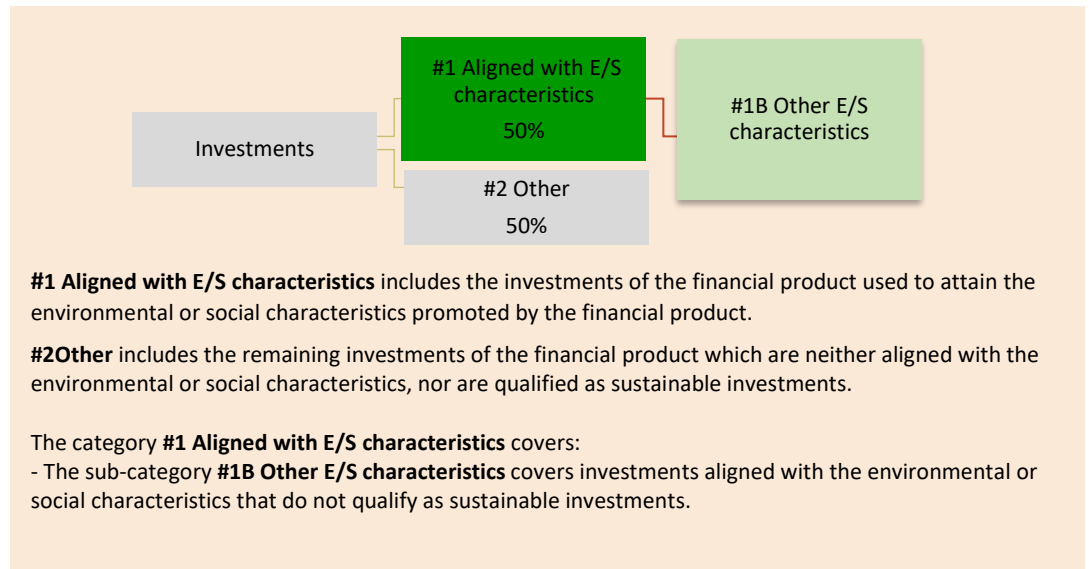 #1 Aligned with E/S
characteristics
50%
#1B Other E/S
characteristics
Investments
#2 Other
50%
#1 Aligned with E/S characteristics includes the investments of the financial product used to attain the
environmental or social characteristics promoted by the financial product.
#2Other includes the remaining investments of the financial product which are neither aligned with the
environmental or social characteristics, nor are qualified as sustainable investments.
The category #1 Aligned with E/S characteristics covers:
- The sub-category #1B Other E/S characteristics covers investments aligned with the environmental or
social characteristics that do not qualify as sustainable investments.